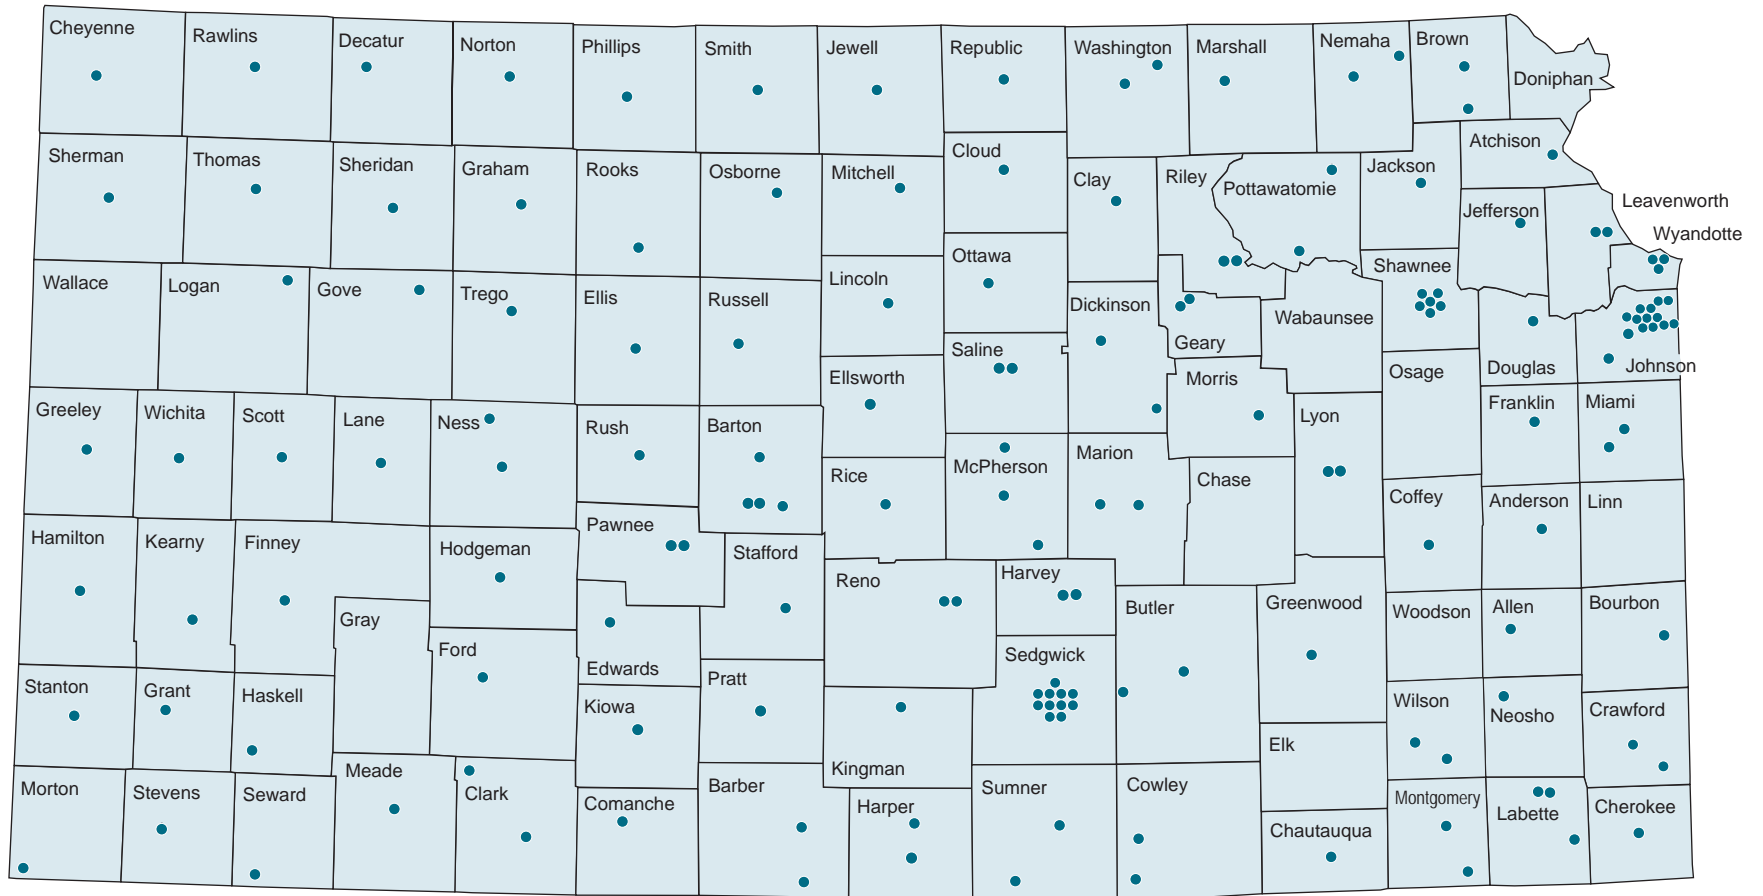 Cheyenne
Rawlins
Decatur
Norton
Phillips
Smith
Jewell
Republic
Washington
Marshall
Nemaha
Brown
Doniphan
Sherman
Thomas
Sheridan
Graham
Rooks
Osborne
Mitchell
Cloud
Clay
Riley
Pottawatomie
Jackson
Atchison
Jefferson
Leavenworth
Wyandotte
Wallace
Logan
Gove
Trego
Ellis
Russell
Lincoln
Ottawa
Dickinson
Geary
Wabaunsee
Shawnee
Douglas
Johnson
Saline
Ellsworth
Morris
Osage
Greeley
Wichita
Scott
Lane
Ness
Rush
Barton
Rice
McPherson
Marion
Chase
Lyon
Franklin
Miami
Coffey
Anderson
Linn
Hamilton
Kearny
Finney
Hodgeman
Pawnee
Stafford
Reno
Harvey
Butler
Greenwood
Woodson
Allen
Bourbon
Gray
Ford
Edwards
Sedgwick
Stanton
Grant
Haskell
Kiowa
Pratt
Kingman
Elk
Wilson
Neosho
Crawford
Morton
Stevens
Seward
Meade
Clark
Comanche
Barber
Harper
Sumner
Cowley
Chautauqua
Montgomery
Labette
Cherokee